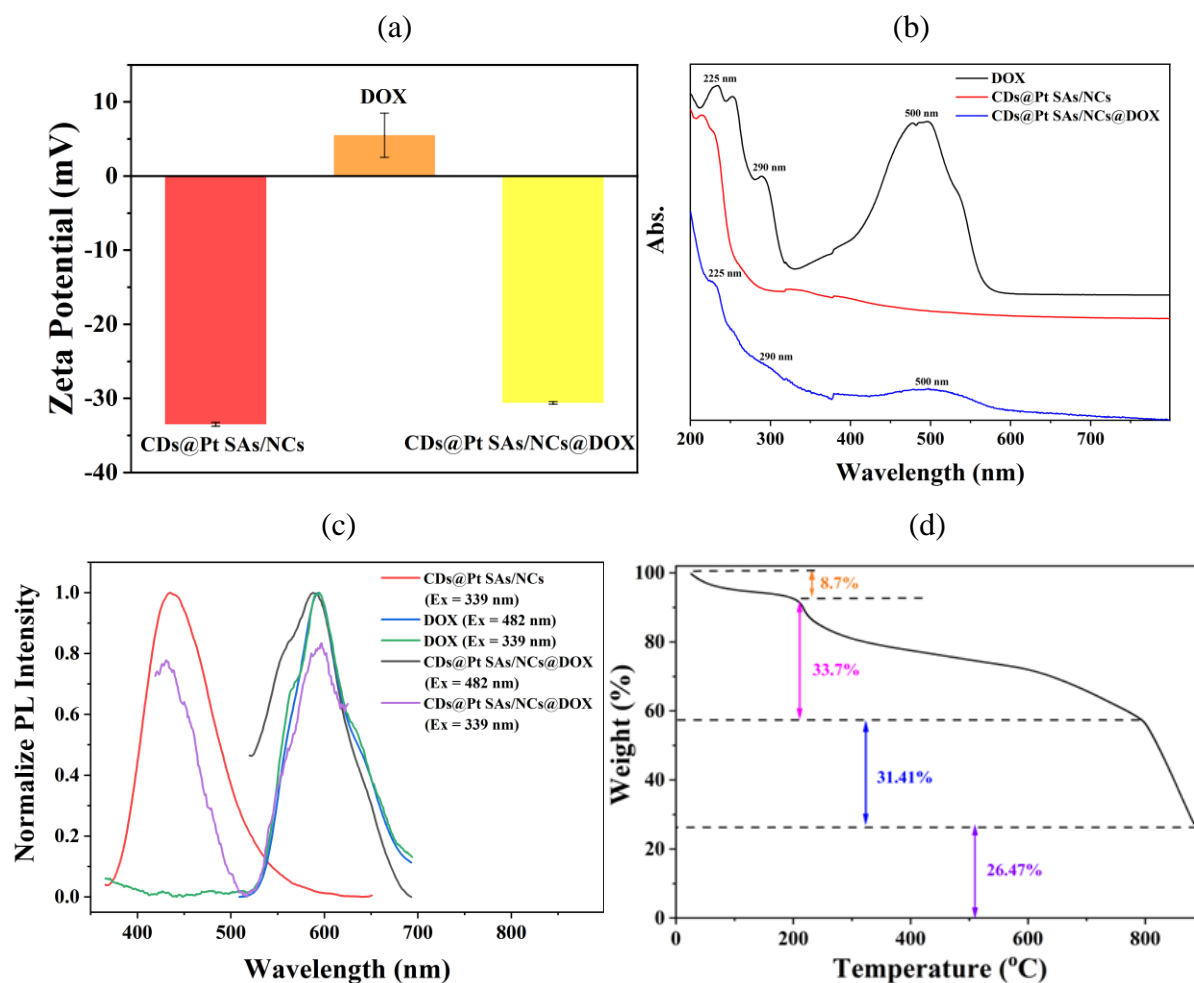 (a)
Zeta Potential (mV)
10
0
-10
-20
-30
-40
DOX
CDs@Pt SAs/NCs
CDs@Pt SAs/NCs@DOX
(b)
Abs.
225 nm
290 nm
500 nm
225 nm
290 nm
500 nm
DOX
CDs@Pt SAs/NCs
CDs@Pt SAs/NCs@DOX
200 300 400 500 600 700
Wavelength (nm)
(c)
Normalize PL Intensity
1.0
0.8
0.6
0.4
0.2
0.0
CDs@Pt SAs/NCs
(Ex = 339 nm)
DOX (Ex = 482 nm)
DOX (Ex = 339 nm)
CDs@Pt SAs/NCs@DOX
(Ex = 482 nm)
CDs@Pt SAs/NCs@DOX
(Ex = 339 nm)
400 500 600 700 800
Wavelength (nm)
(d)
Weight (%)
100
80
60
40
20
0
8.7%
33.7%
31.41%
26.47%
0 200 400 600 800
Temperature (°C)